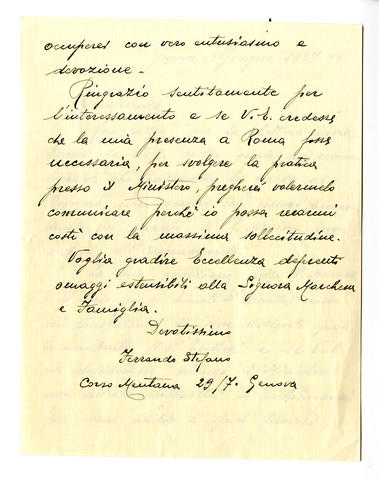 occuperei con vero entusiasmo e
devozione.
Ringrazio sentitamente per
l'interessamento e se V. E. credesse
che la mia presenza a Roma fosse
necessaria, per svolgere la pratica
presso il Ministero, pregherei volermelo
comunicare perchè io possa recarmi
costì con la massima sollecitudine.
Voglia gradire Eccellenza deferenti
omaggi estensibili alla Signora Marchesa
e Famiglia.
Devotissimo
Ferrando Stefano
Corso Mentana 29/7. Genova